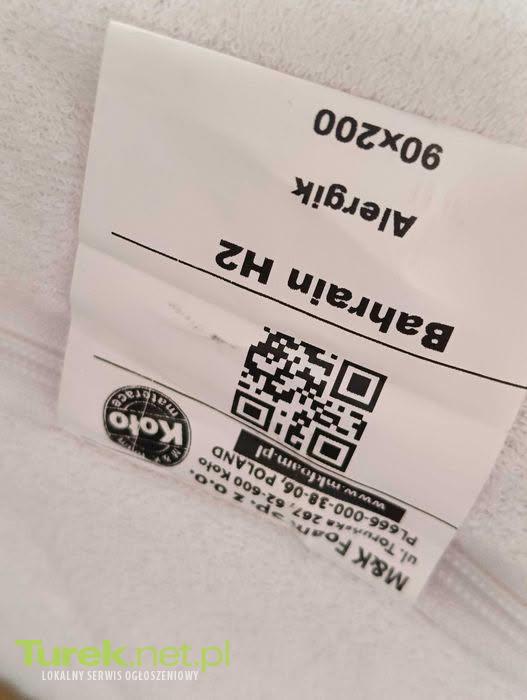 M&K Foam Sp. z o.o.
ul. Toruńska 267, 62-600 Koło
PL666-000-38-06, POLAND
www.mkfoam.pl
materace
Koło
Bahrain H2
Alergik
90x200
Turek.net.pl
LOKALNY SERWIS OGŁOSZENIOWY